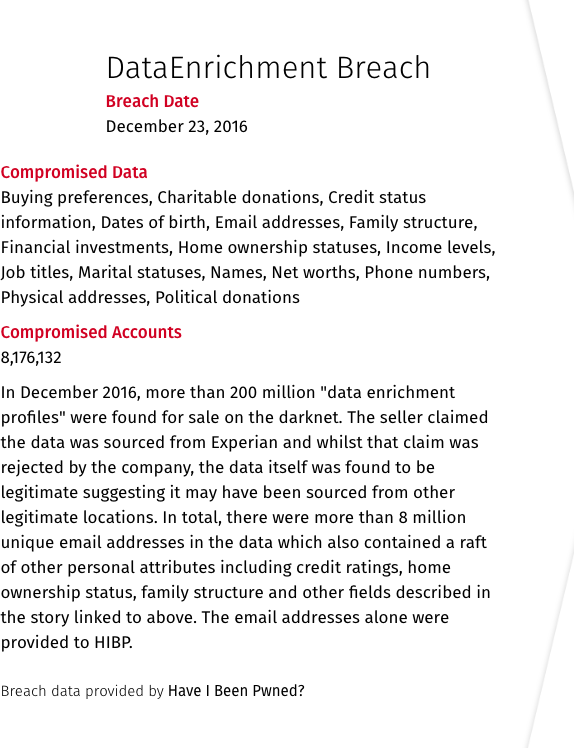 DataEnrichment Breach
Breach Date
December 23, 2016
Compromised Data
Buying preferences, Charitable donations, Credit status
information, Dates of birth, Email addresses, Family structure,
Financial investments, Home ownership statuses, Income levels,
Job titles, Marital statuses, Names, Net worths, Phone numbers,
Physical addresses, Political donations
Compromised Accounts
8,176,132
In December 2016, more than 200 million "data enrichment
profiles" were found for sale on the darknet. The seller claimed
the data was sourced from Experian and whilst that claim was
rejected by the company, the data itself was found to be
legitimate suggesting it may have been sourced from other
legitimate locations. In total, there were more than 8 million
unique email addresses in the data which also contained a raft
of other personal attributes including credit ratings, home
ownership status, family structure and other fields described in
the story linked to above. The email addresses alone were
provided to HIBP.
Breach data provided by Have I Been Pwned?